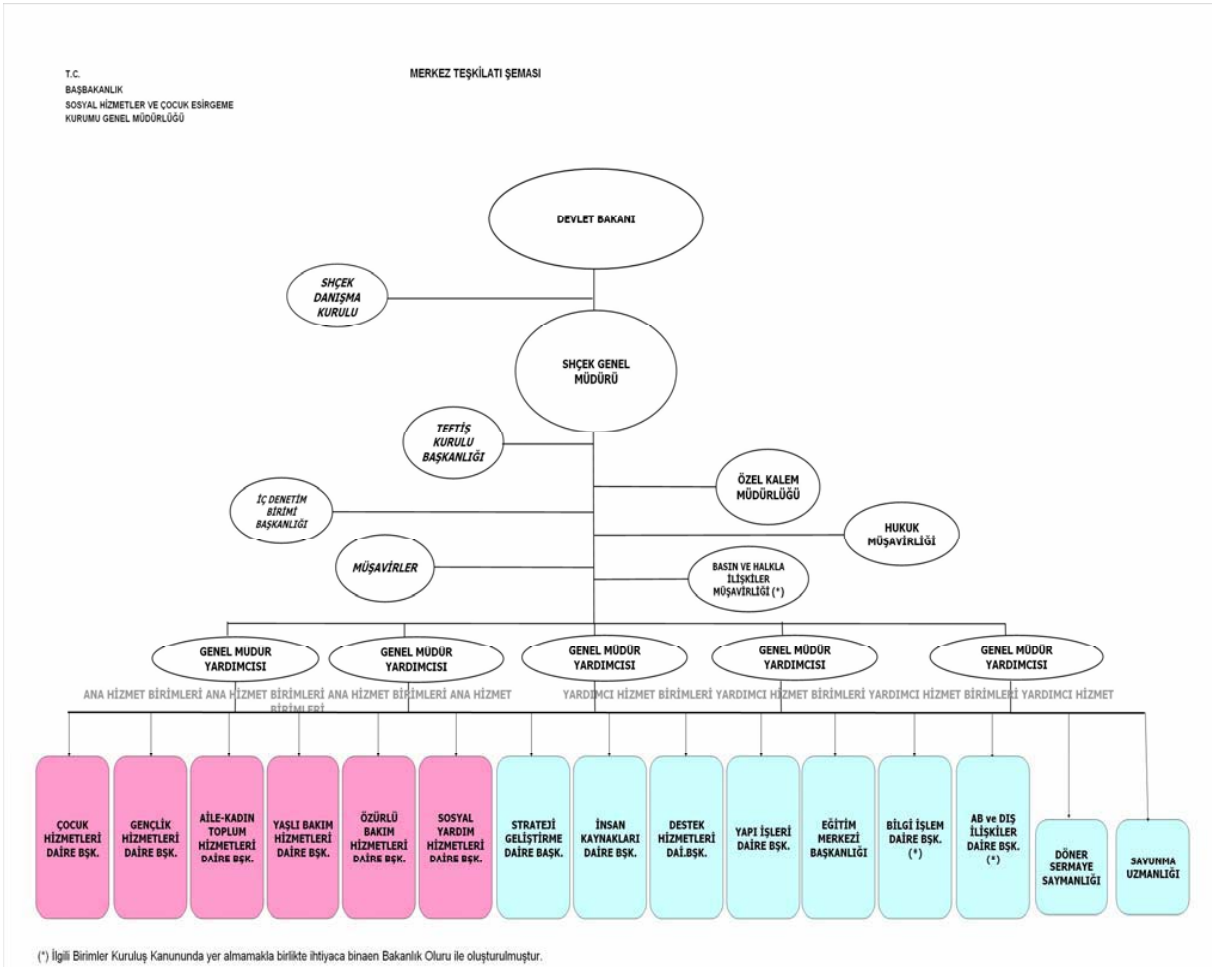 T.C.
BAŞBAKANLIK
SOSYAL HİZMETLER VE ÇOCUK ESİRGEME
KURUMU GENEL MÜDÜRLÜĞÜ
MERKEZ TEŞKİLATI ŞEMASI
DEVLET BAKANI
SHÇEK
DANIŞMA
KURULU
SHÇEK GENEL
MÜDÜRÜ
TEFTİŞ
KURULU
BAŞKANLIĞI
ÖZEL KALEM
MÜDÜRLÜĞÜ
İÇ DENETİM
BİRİMİ
BAŞKANLIĞI
HUKUK
MÜŞAVİRLİĞİ
MÜŞAVİRLER
BASIN VE HALKLA
İLİŞKİLER
MÜŞAVİRLİĞİ (*)
GENEL MUDUR
YARDIMCISI
GENEL MÜDÜR
YARDIMCISI
GENEL MÜDÜR
YARDIMCISI
GENEL MÜDÜR
YARDIMCISI
GENEL MÜDÜR
YARDIMCISI
ANA HİZMET BİRİMLERİ ANA HİZMET BİRİMLERİ ANA HİZMET BİRİMLERİ ANA HİZMET
BİRİMLERİ
YARDIMCI HİZMET BİRİMLERİ YARDIMCI HİZMET BİRİMLERİ YARDIMCI HİZMET BİRİMLERİ YARDIMCI HİZMET
ÇOCUK
HİZMETLERİ
DAİRE BŞK.
GENÇLİK
HİZMETLERİ
DAİRE BŞK.
AİLE-KADIN
TOPLUM
HİZMETLERİ
DAİRE BŞK.
YAŞLI BAKIM
HİZMETLERİ
DAİRE BŞK.
ÖZÜRLÜ
BAKIM
HİZMETLERİ
DAİRE BŞK.
SOSYAL
YARDIM
HİZMETLERİ
DAİRE BŞK.
STRATEJİ
GELİŞTİRME
DAİRE BAŞK.
İNSAN
KAYNAKLARI
DAİRE BŞK.
DESTEK
HİZMETLERİ
DAİ.BŞK.
YAPI İŞLERİ
DAİRE BŞK.
EĞİTİM
MERKEZİ
BAŞKANLIĞI
BİLGİ İŞLEM
DAİRE BŞK.
(*)
AB ve DIŞ
İLİŞKİLER
DAİRE BŞK.
(*)
DÖNER
SERMAYE
SAYMANLIĞI
SAVUNMA
UZMANLIĞI
(*) İlgili Birimler Kuruluş Kanununda yer almamakla birlikte ihtiyaca binaen Bakanlık Oluru ile oluşturulmuştur.